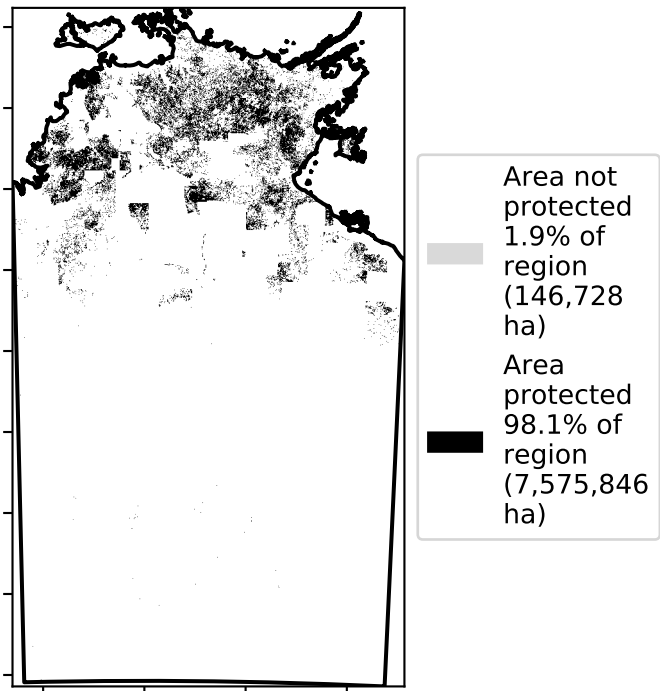 Area not
protected
1.9% of
region
(146,728
ha)
Area
protected
98.1% of
region
(7,575,846
ha)